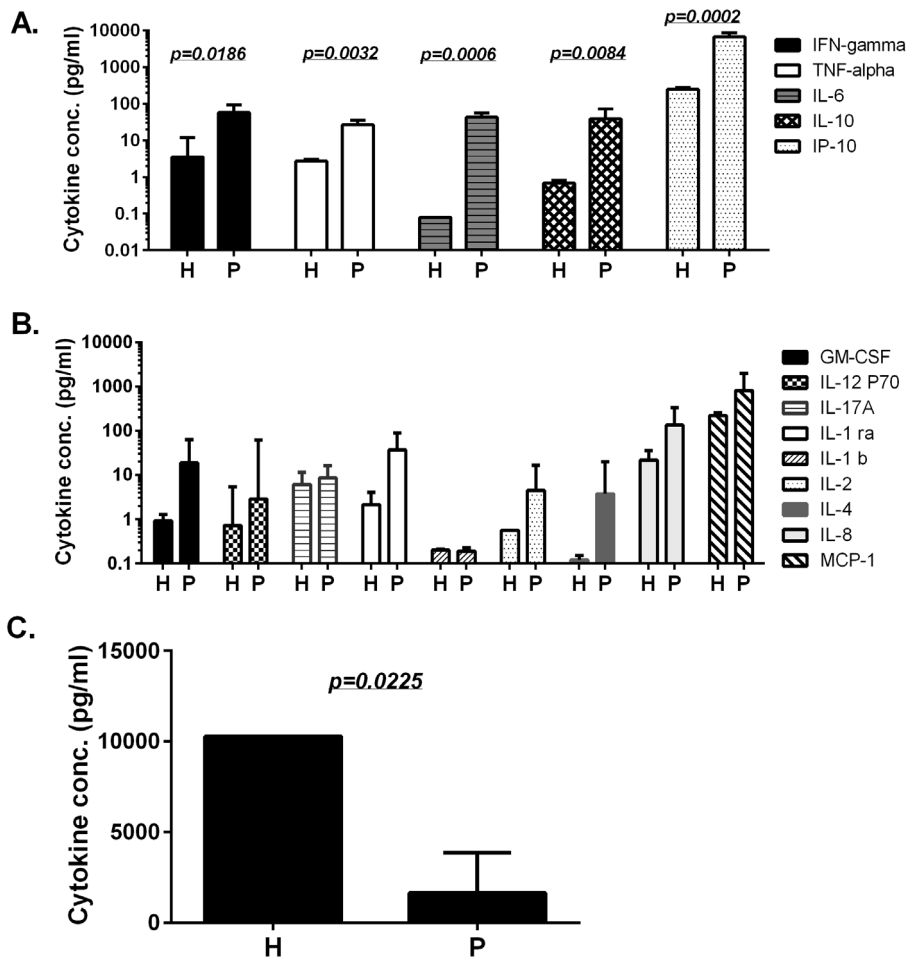 A.
Cytokine conc. (pg/ml)
10000
1000
100
10
1
0.1
0.01
p=0.0186
p=0.0032
p=0.0006
p=0.0084
p=0.0002
H P H P H P H P H P
IFN-gamma
TNF-alpha
IL-6
IL-10
IP-10
B.
Cytokine conc. (pg/ml)
10000
1000
100
10
1
0.1
H P H P H P H P H P H P H P H P H P
GM-CSF
IL-12 P70
IL-17A
IL-1 ra
IL-1 b
IL-2
IL-4
IL-8
MCP-1
C.
Cytokine conc. (pg/ml)
15000
10000
5000
0
p=0.0225
H P